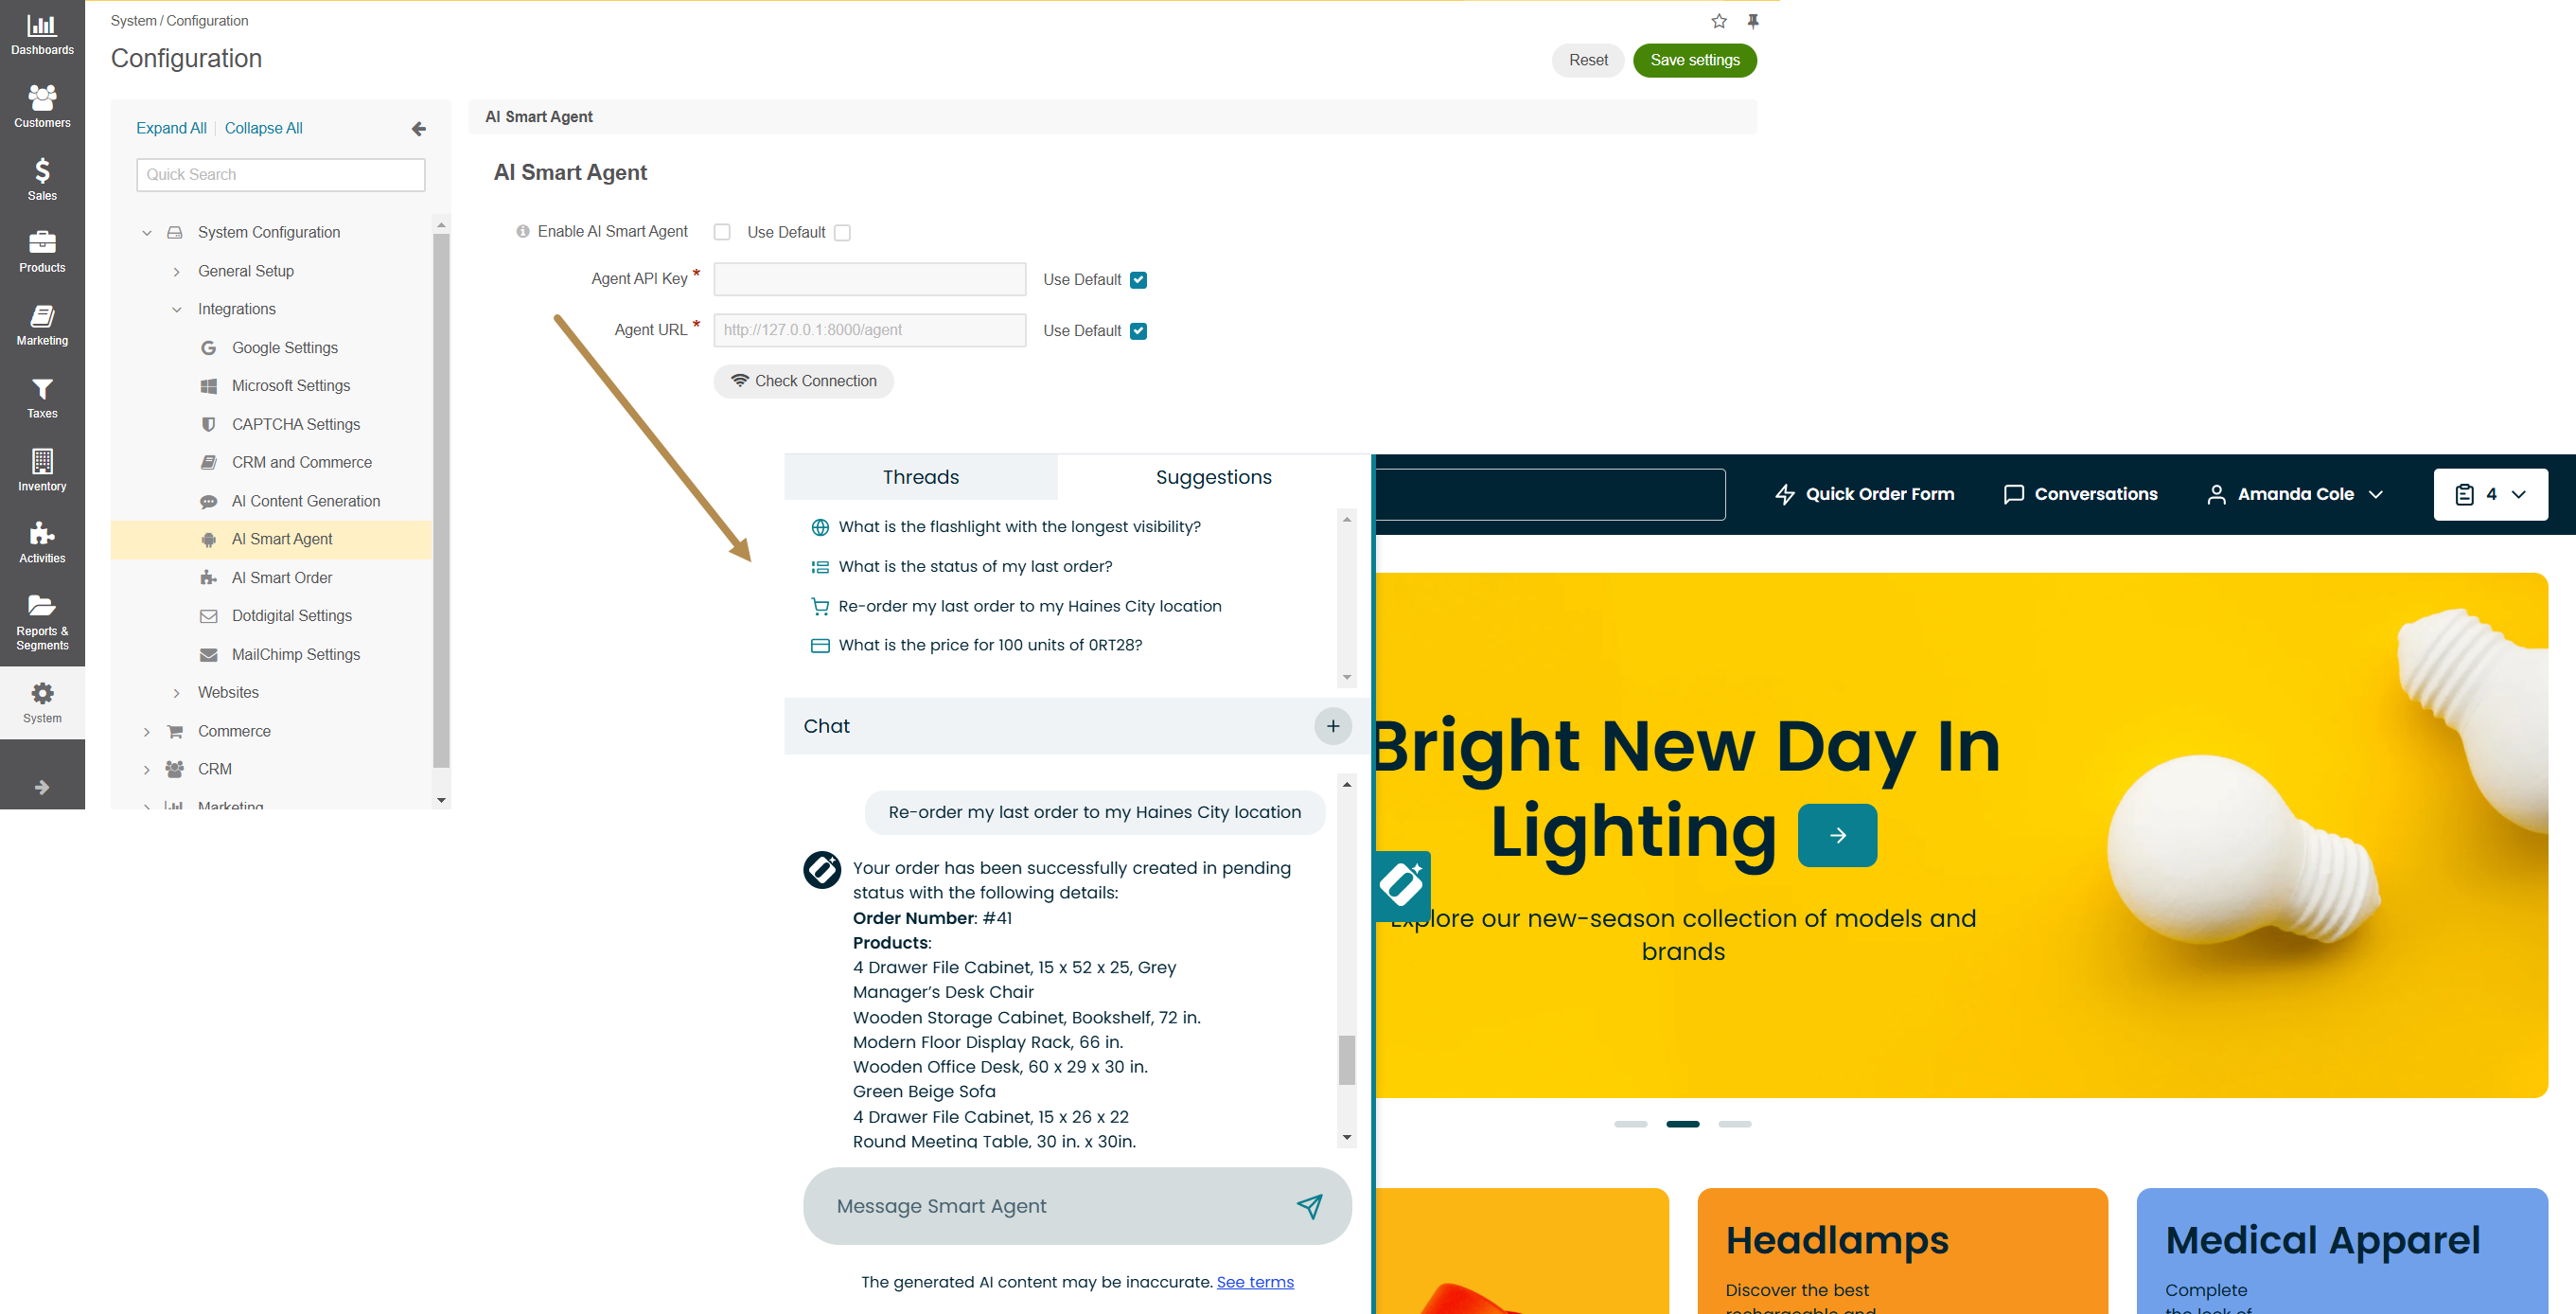 Dashboards
Customers
Sales
Products
Marketing
Taxes
Inventory
Activities
Reports &
Segments
System
System / Configuration
Configuration
Reset
Save settings
Expand All
Collapse All
Quick Search
System Configuration
General Setup
Integrations
Google Settings
Microsoft Settings
CAPTCHA Settings
CRM and Commerce
AI Content Generation
AI Smart Agent
AI Smart Order
Dotdigital Settings
MailChimp Settings
Websites
Commerce
CRM
Marketing
AI Smart Agent
AI Smart Agent
Enable AI Smart Agent
Use Default
Agent API Key *
Use Default
Agent URL *
http://127.0.0.1:8000/agent
Use Default
Check Connection
Threads
Suggestions
What is the flashlight with the longest visibility?
What is the status of my last order?
Re-order my last order to my Haines City location
What is the price for 100 units of 0RT28?
Chat
Re-order my last order to my Haines City location
Your order has been successfully created in pending
status with the following details:
Order Number: #41
Products:
4 Drawer File Cabinet, 15 x 52 x 25, Grey
Manager's Desk Chair
Wooden Storage Cabinet, Bookshelf, 72 in.
Modern Floor Display Rack, 66 in.
Wooden Office Desk, 60 x 29 x 30 in.
Green Beige Sofa
4 Drawer File Cabinet, 15 x 26 x 22
Round Meeting Table, 30 in. x 30in.
Message Smart Agent
The generated AI content may be inaccurate. See terms
Quick Order Form
Conversations
Amanda Cole
4
Bright New Day In
Lighting
Explore our new-season collection of models and
brands
Headlamps
Discover the best
rechargeable and
Medical Apparel
Complete
the look of